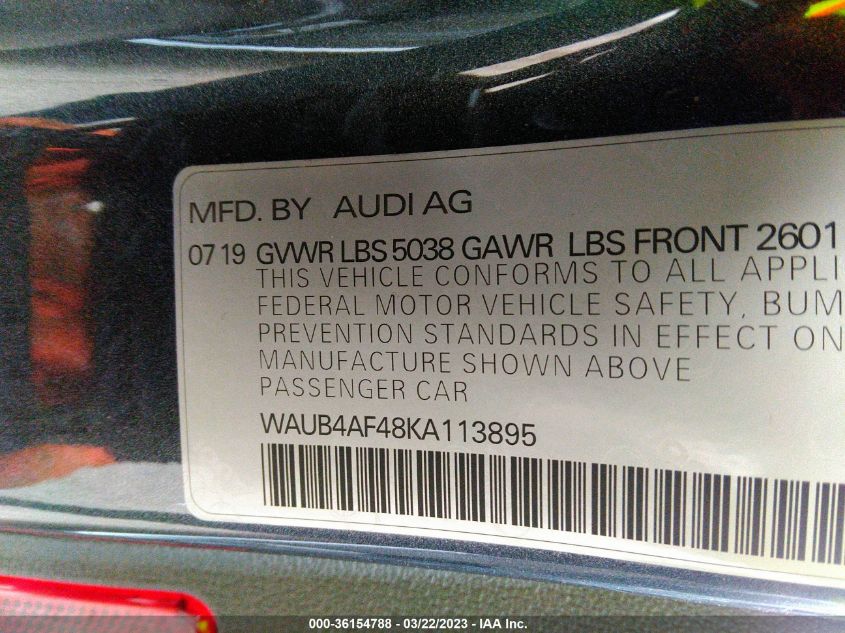 MFD. BY AUDI AG
07 19 GVWR LBS 5038 GAWR LBS FRONT 2601
THIS VEHICLE CONFORMS TO ALL APPLI
FEDERAL MOTOR VEHICLE SAFETY, BUM
PREVENTION STANDARDS IN EFFECT ON
MANUFACTURE SHOWN ABOVE
PASSENGER CAR
WAUB4AF48KA113895
000-36154788 - 03/22/2023 - IAA Inc.